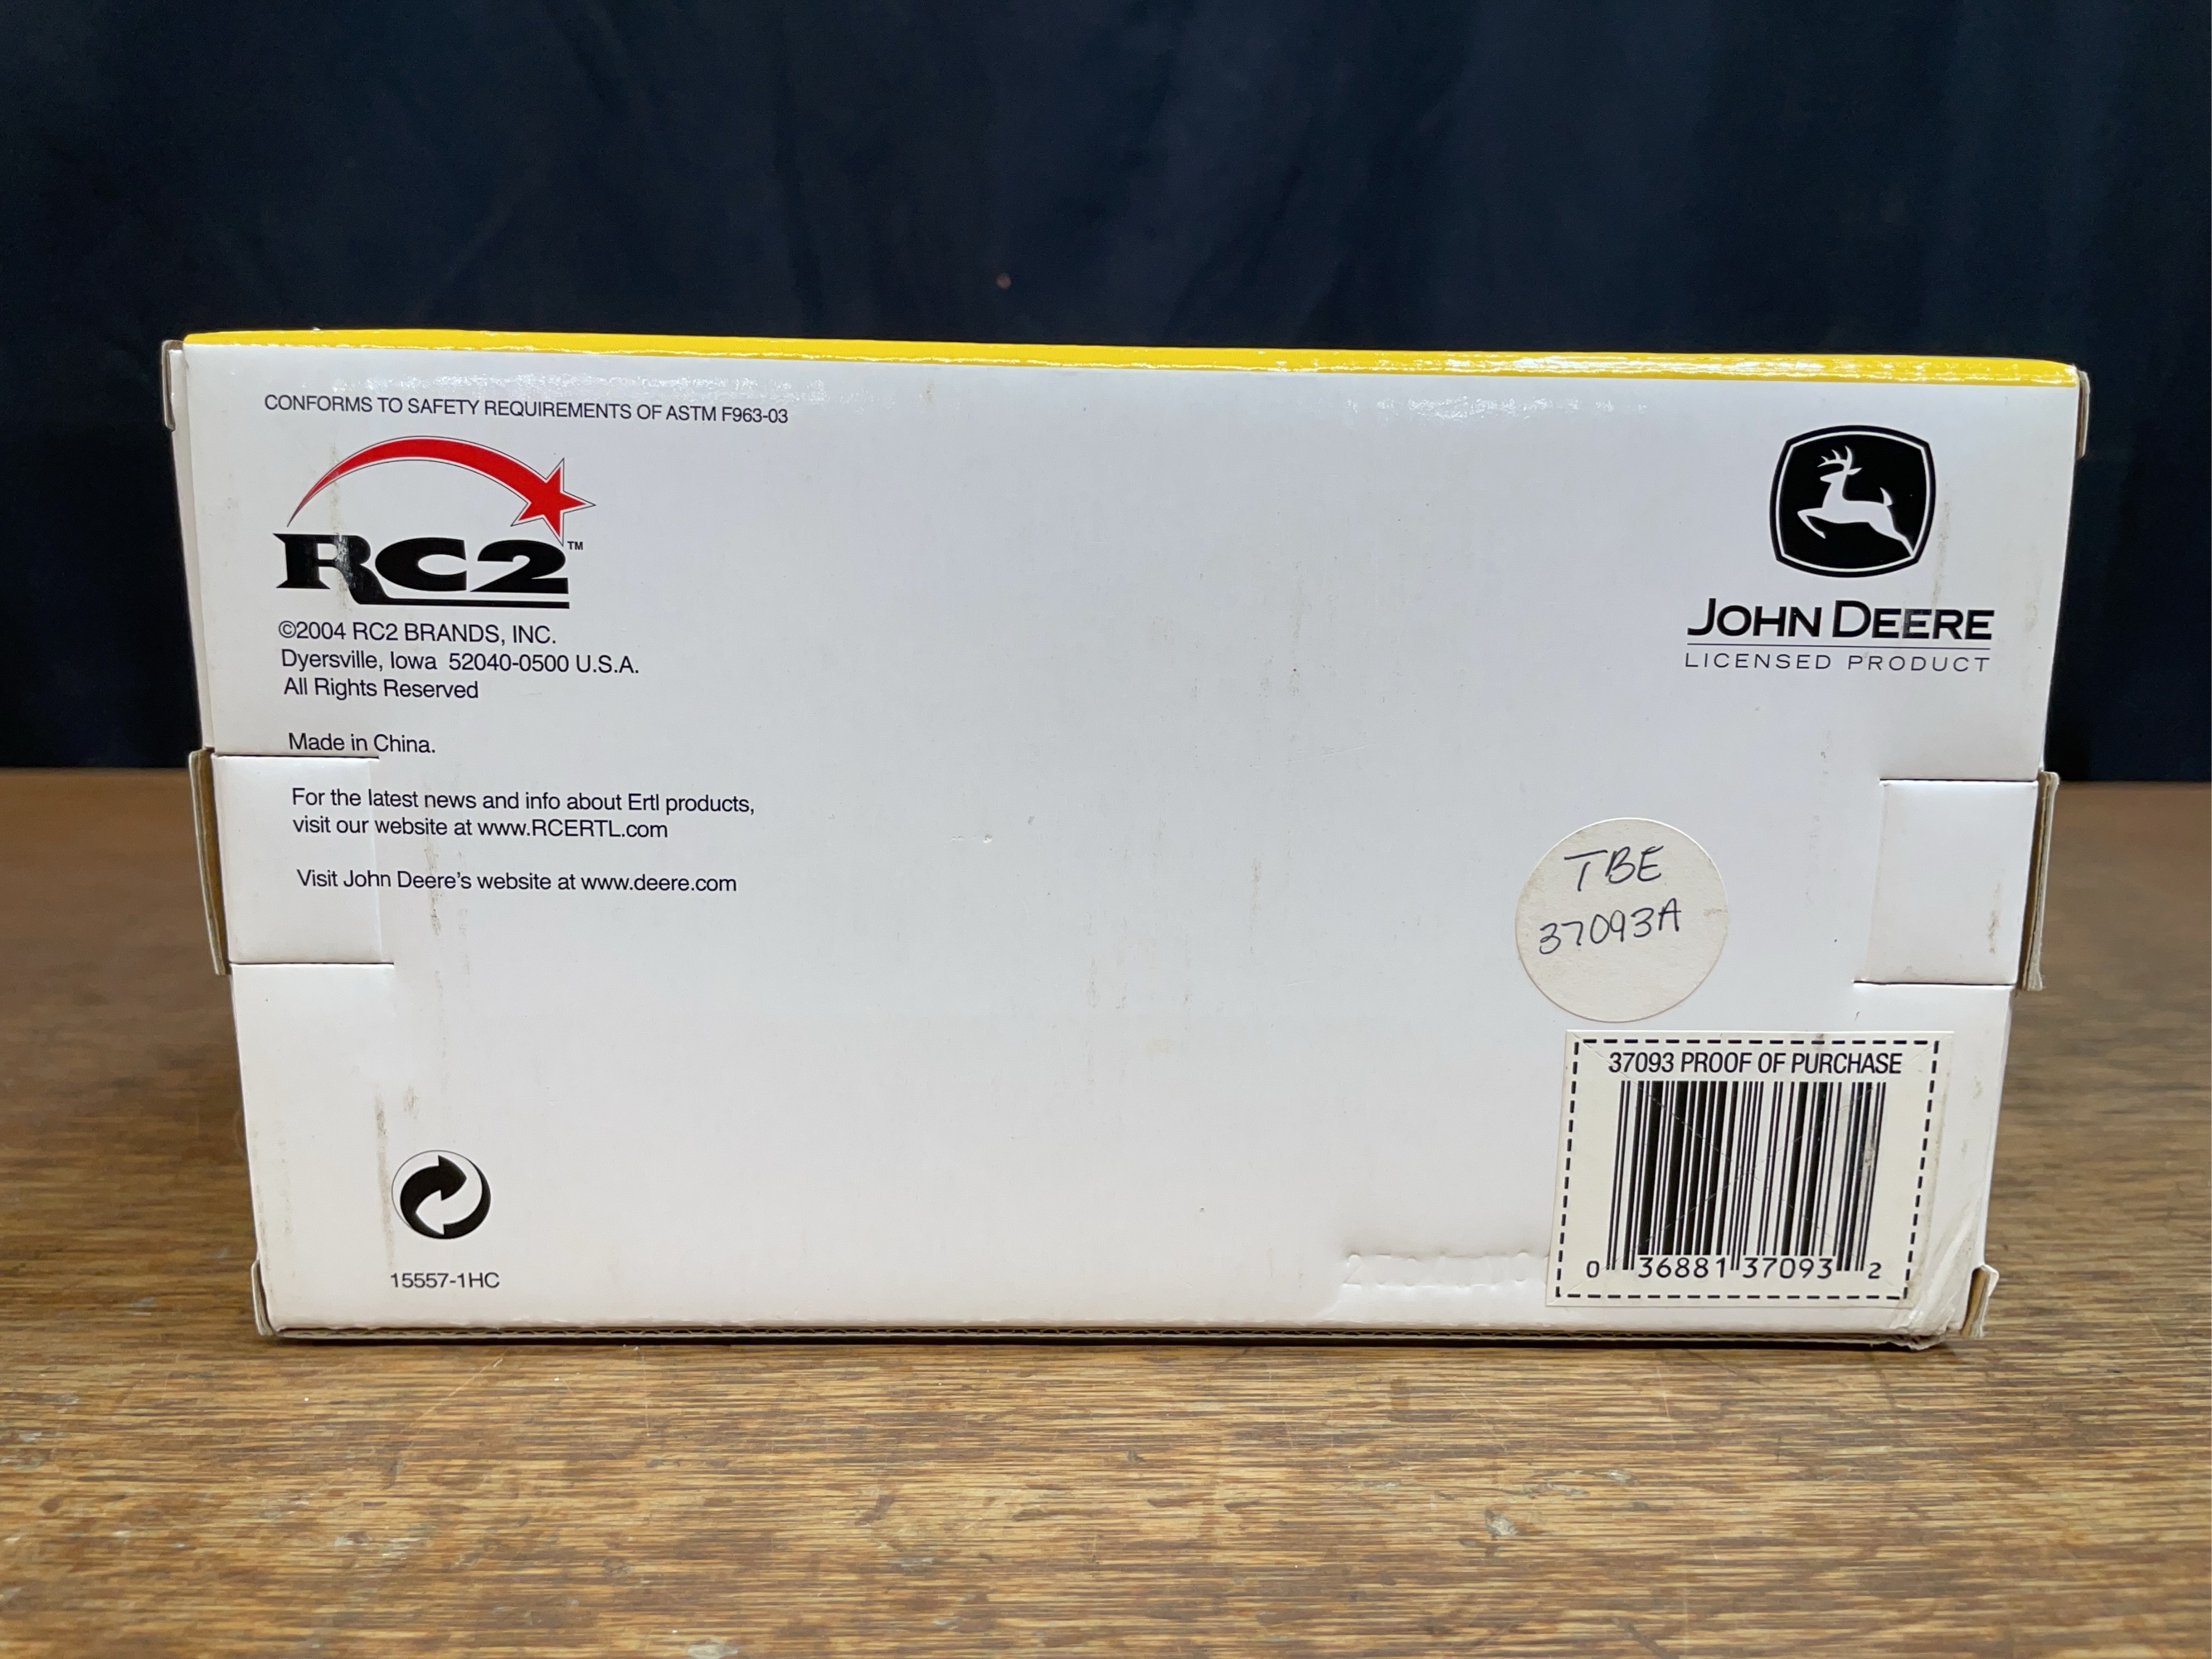 CONFORMS TO SAFETY REQUIREMENTS OF ASTM F963-03
RC2™
©2004 RC2 BRANDS, INC.
Dyersville, Iowa 52040-0500 U.S.A.
All Rights Reserved
Made in China.
For the latest news and info about Ertl products,
visit our website at www.RCERTL.com
Visit John Deere's website at www.deere.com
15557-1HC
JOHN DEERE
LICENSED PRODUCT
TBE
37093A
37093 PROOF OF PURCHASE
0 36881 37093 2